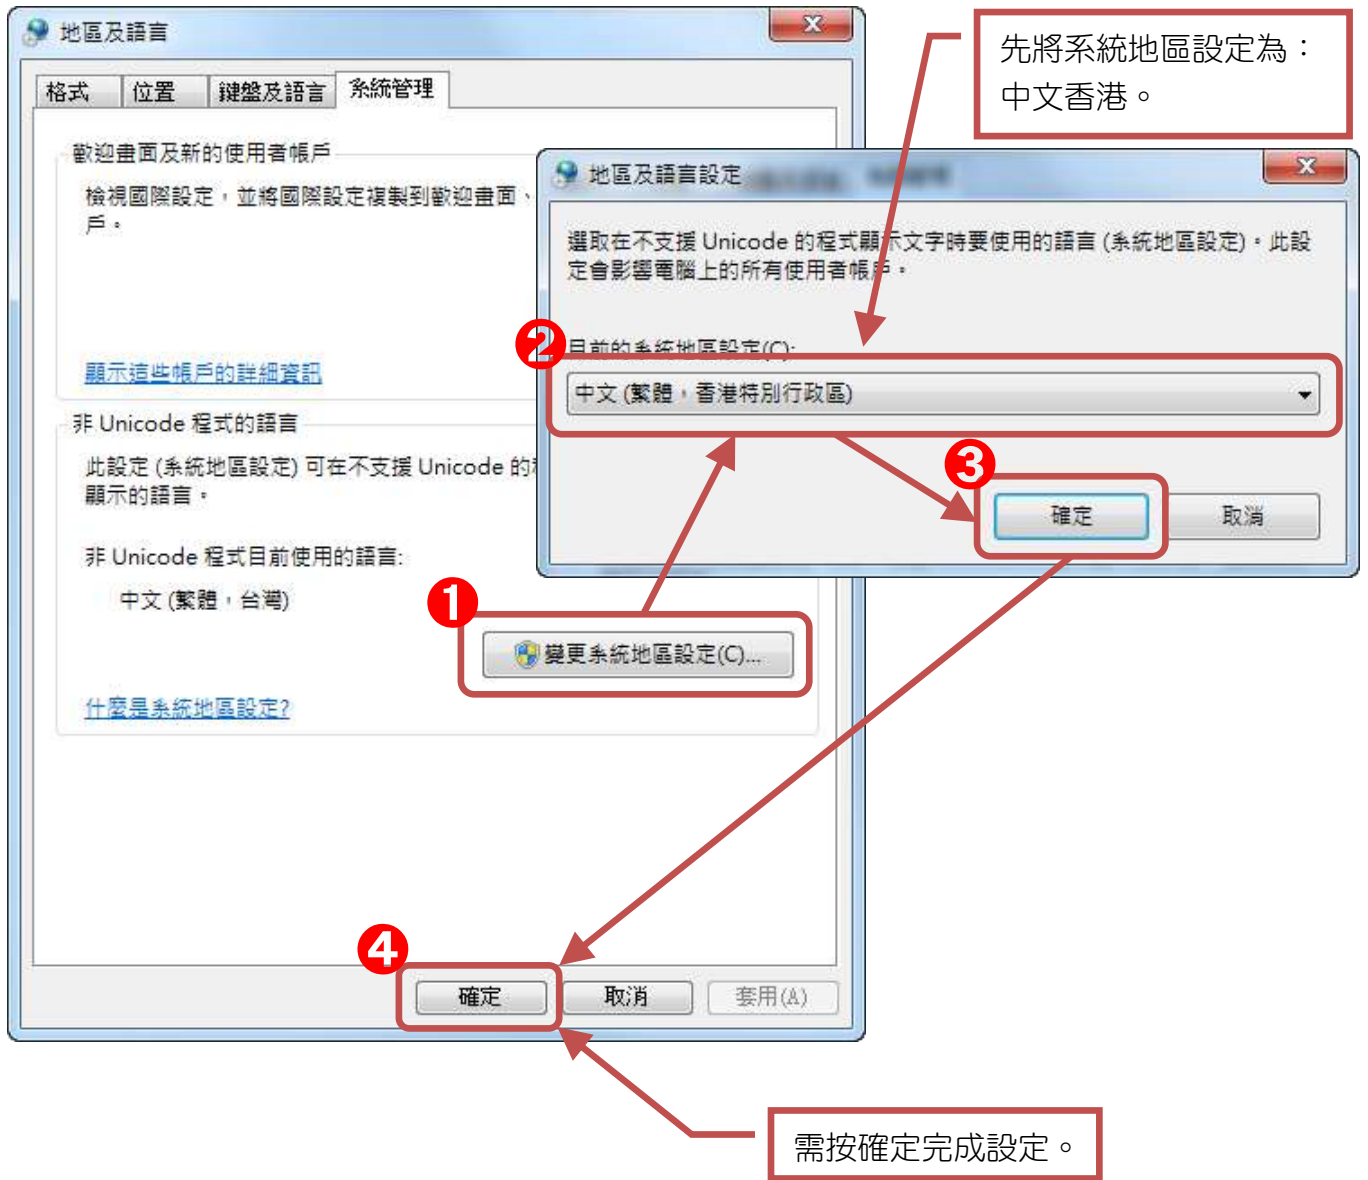 地區及語言
格式
位置
鍵盤及語言
系統管理
歡迎畫面及新的使用者帳戶
檢視國際設定，並將國際設定複製到歡迎畫面、
戶。
顯示這些帳戶的詳細資訊
非 Unicode 程式的語言
此設定 (系統地區設定) 可在不支援 Unicode 的
顯示的語言。
非 Unicode 程式目前使用的語言:
中文 (繁體，台灣)
1
變更系統地區設定(C)...
什麼是系統地區設定?
4
確定
取消
套用(A)
先將系統地區設定為：
中文香港。
地區及語言設定
選取在不支援 Unicode 的程式顯示文字時要使用的語言 (系統地區設定)。此設
定會影響電腦上的所有使用者帳戶。
2
目前的系統地區設定(C):
中文 (繁體，香港特別行政區)
3
確定
取消
需按確定完成設定。